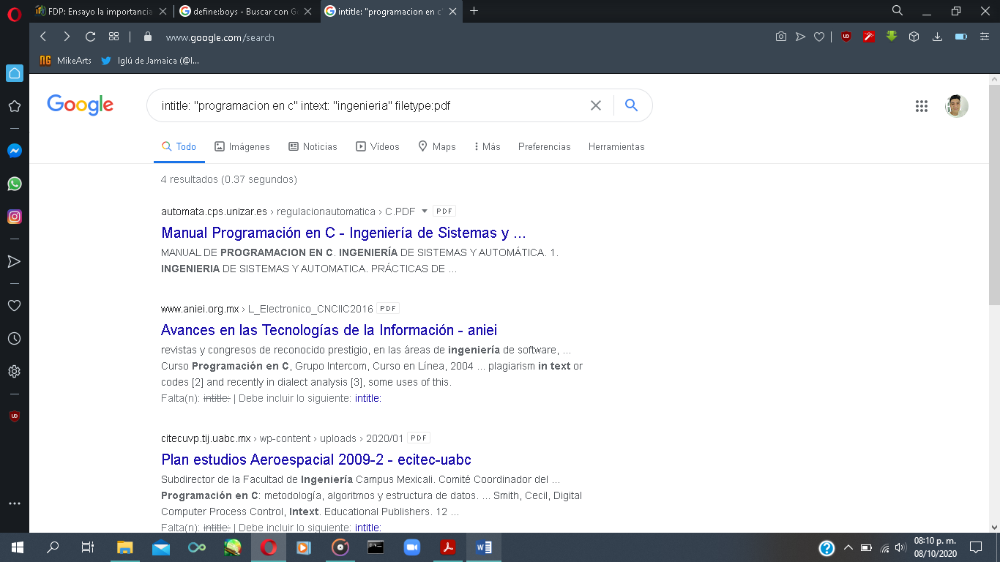 FDP: Ensayo la importancia
define:boys - Buscar con Go
intitle: "programacion en c"
www.google.com/search
MikeArts
Iglú de Jamaica (@I...
Google
intitle: "programacion en c" intext: "ingenieria" filetype:pdf
Todo Imágenes Noticias Vídeos Maps Más Preferencias Herramientas
4 resultados (0.37 segundos)
automata.cps.unizar.es › regulacionautomatica › C.PDF PDF
Manual Programación en C - Ingeniería de Sistemas y ...
MANUAL DE PROGRAMACION EN C. INGENIERÍA DE SISTEMAS Y AUTOMÁTICA. 1.
INGENIERIA DE SISTEMAS Y AUTOMATICA. PRÁCTICAS DE ...
www.aniei.org.mx › L_Electronico_CNCIIC2016 PDF
Avances en las Tecnologías de la Información - aniei
revistas y congresos de reconocido prestigio, en las áreas de ingeniería de software, ...
Curso Programación en C, Grupo Intercom, Curso en Línea, 2004 ... plagiarism in text or
codes [2] and recently in dialect analysis [3], some uses of this.
Falta(n): intitle: | Debe incluir lo siguiente: intitle:
citecuvp.tij.uabc.mx › wp-content › uploads › 2020/01 PDF
Plan estudios Aeroespacial 2009-2 - ecitec-uabc
Subdirector de la Facultad de Ingeniería Campus Mexicali. Comité Coordinador del ...
Programación en C: metodología, algoritmos y estructura de datos. ... Smith, Cecil, Digital
Computer Process Control, Intext. Educational Publishers. 12 ...
Falta(n): intitle: | Debe incluir lo siguiente: intitle:
08:10 p. m.
08/10/2020